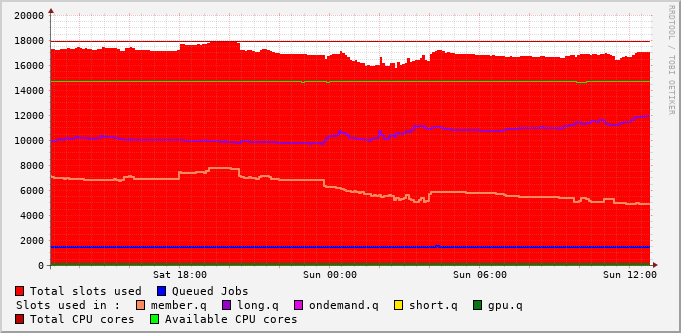 20000
18000
16000
14000
12000
10000
8000
6000
4000
2000
0
Sat 18:00 Sun 00:00 Sun 06:00 Sun 12:00
Total slots used Queued Jobs
Slots used in : member.q long.q ondemand.q short.q gpu.q
Total CPU cores Available CPU cores
RRDTOOL / TOBI OETIKER